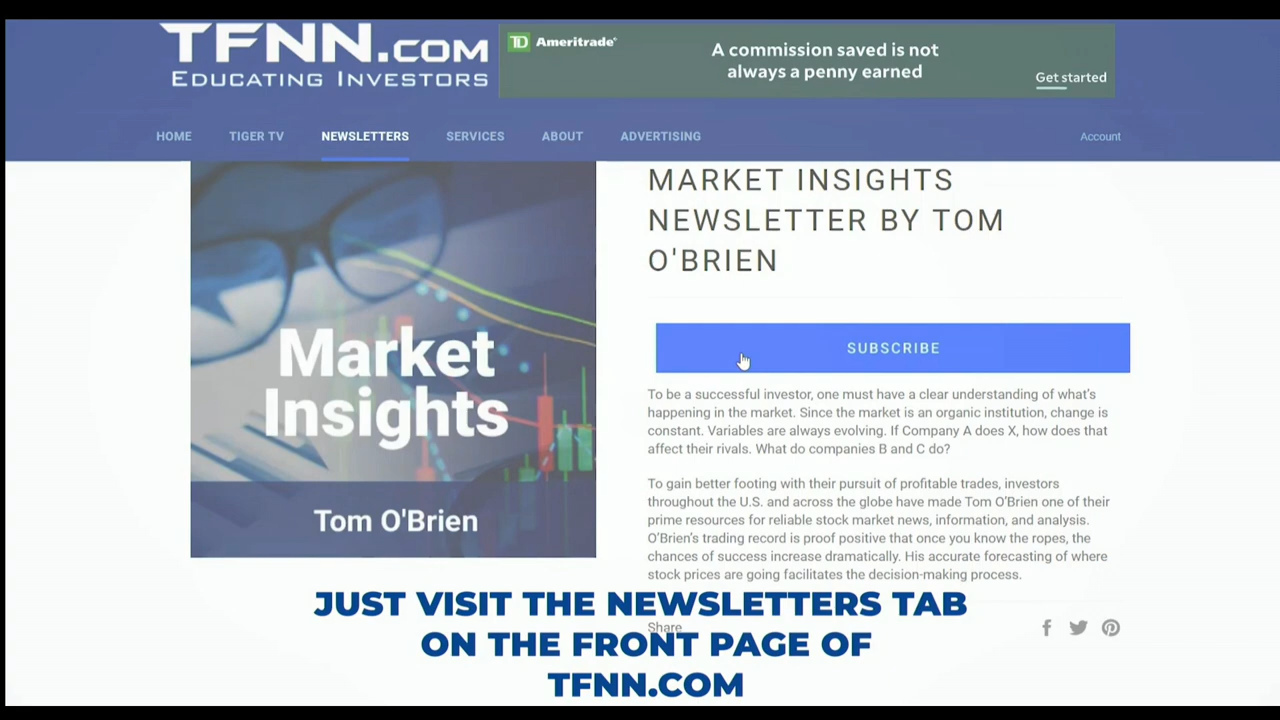 TFNN.COM
EDUCATING INVESTORS
TD Ameritrade®
A commission saved is not
always a penny earned
Get started
HOME TIGER TV NEWSLETTERS SERVICES ABOUT ADVERTISING Account
MARKET INSIGHTS
NEWSLETTER BY TOM
O'BRIEN
Market
Insights
Tom O'Brien
SUBSCRIBE
To be a successful investor, one must have a clear understanding of what's
happening in the market. Since the market is an organic institution, change is
constant. Variables are always evolving. If Company A does X, how does that
affect their rivals. What do companies B and C do?
To gain better footing with their pursuit of profitable trades, investors
throughout the U.S. and across the globe have made Tom O'Brien one of their
prime resources for reliable stock market news, information, and analysis.
O'Brien's trading record is proof positive that once you know the ropes, the
chances of success increase dramatically. His accurate forecasting of where
stock prices are going facilitates the decision-making process.
Share
JUST VISIT THE NEWSLETTERS TAB
ON THE FRONT PAGE OF
TFNN.COM